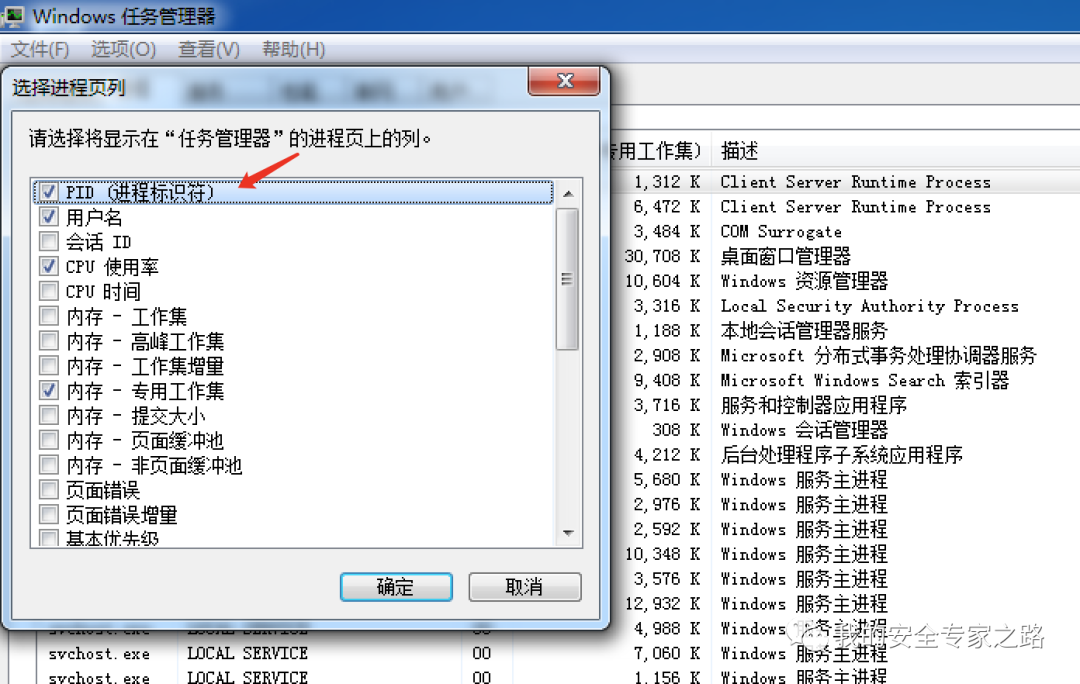 Windows 任务管理器
文件(F) 选项(O) 查看(V) 帮助(H)
选择进程页列
请选择将显示在“任务管理器”的进程页上的列。
PID (进程标识符)
用户名
会话 ID
CPU 使用率
CPU 时间
内存 - 工作集
内存 - 高峰工作集
内存 - 工作集增量
内存 - 专用工作集
内存 - 提交大小
内存 - 页面缓冲池
内存 - 非页面缓冲池
页面错误
页面错误增量
基本优先级
确定 取消
专用工作集) 描述
1,312 K Client Server Runtime Process
6,472 K Client Server Runtime Process
3,484 K COM Surrogate
30,708 K 桌面窗口管理器
10,604 K Windows 资源管理器
3,316 K Local Security Authority Process
1,188 K 本地会话管理器服务
2,908 K Microsoft 分布式事务处理协调器服务
9,408 K Microsoft Windows Search 索引器
3,716 K 服务和控制器应用程序
308 K Windows 会话管理器
4,212 K 后台处理程序子系统应用程序
5,680 K Windows 服务主进程
2,976 K Windows 服务主进程
2,592 K Windows 服务主进程
10,348 K Windows 服务主进程
3,576 K Windows 服务主进程
12,932 K Windows 服务主进程
svchost.exe LOCAL SERVICE 00 4,988 K Windows 服务主进程
svchost.exe LOCAL SERVICE 00 7,060 K Windows 服务主进程
svchost.exe LOCAL SERVICE 00 1,156 K Windows 服务主进程
我的安全专家之路